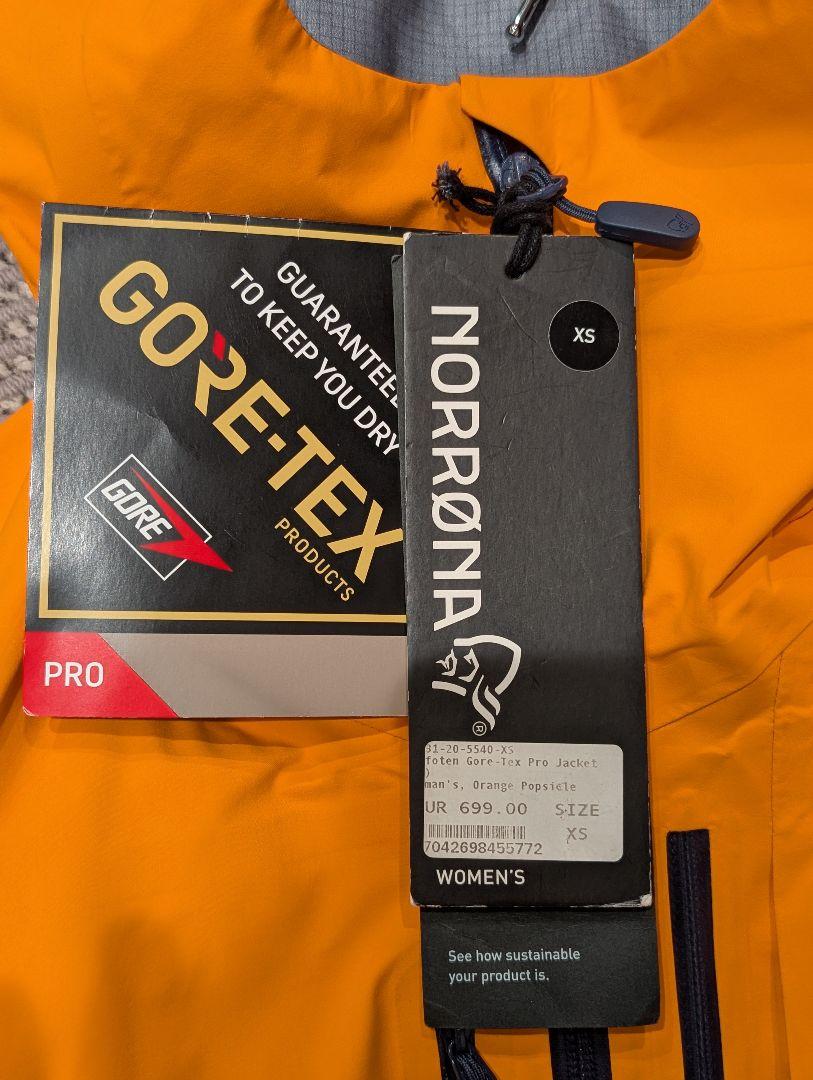 GUARANTEED
TO KEEP YOU DRY
GORE-TEX
PRODUCTS
GORE
PRO
XS
NORRØNA
®
31-20-5540-XS
foten Gore-Tex Pro Jacket
)
man's, Orange Popsicle
UR 699.00 SIZE
XS
7042698455772
WOMEN'S
See how sustainable
your product is.